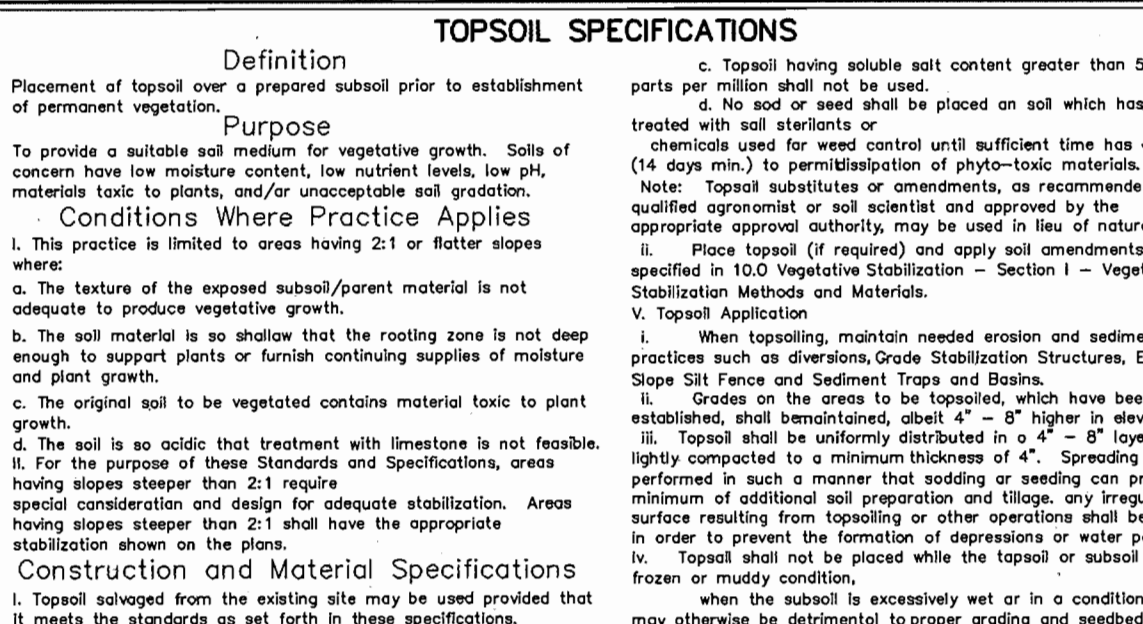 TOPSOIL SPECIFICATIONS
Definition
Placement of topsoil over a prepared subsoil prior to establishment
of permanent vegetation.
Purpose
To provide a suitable soil medium for vegetative growth. Soils of
concern have low moisture content, low nutrient levels, low pH,
materials toxic to plants, and/or unacceptable soil gradation.
Conditions Where Practice Applies
I. This practice is limited to areas having 2:1 or flatter slopes
where:
a. The texture of the exposed subsoil/parent material is not
adequate to produce vegetative growth.
b. The soil material is so shallow that the rooting zone is not deep
enough to support plants or furnish continuing supplies of moisture
and plant growth.
c. The original soil to be vegetated contains material toxic to plant
growth.
d. The soil is so acidic that treatment with limestone is not feasible.
II. For the purpose of these Standards and Specifications, areas
having slopes steeper than 2:1 require
special consideration and design for adequate stabilization. Areas
having slopes steeper than 2:1 shall have the appropriate
stabilization shown on the plans.
Construction and Material Specifications
I. Topsoil salvaged from the existing site may be used provided that
it meets the standards as set forth in these specifications.
c. Topsoil having soluble salt content greater than 5
parts per million shall not be used.
d. No sod or seed shall be placed on soil which has
treated with soil sterilants or
chemicals used for weed control until sufficient time has
(14 days min.) to permitdissipation of phyto-toxic materials.
Note: Topsoil substitutes or amendments, as recommende
qualified agronomist or soil scientist and approved by the
appropriate approval authority, may be used in lieu of natur
ii. Place topsoil (if required) and apply soil amendments
specified in 10.0 Vegetative Stabilization - Section I - Veget
Stabilization Methods and Materials.
V. Topsoil Application
i. When topsoiling, maintain needed erosion and sedime
practices such as diversions, Grade Stabilization Structures, E
Slope Silt Fence and Sediment Traps and Basins.
ii. Grades on the areas to be topsoiled, which have been
established, shall bemaintained, albeit 4" - 8" higher in elev
iii. Topsoil shall be uniformly distributed in a 4" - 8" laye
lightly compacted to a minimum thickness of 4". Spreading
performed in such a manner that sodding or seeding can pr
minimum of additional soil preparation and tillage. any irregu
surface resulting from topsoiling or other operations shall be
in order to prevent the formation of depressions or water p
iv. Topsoil shall not be placed while the topsoil or subsoil
frozen or muddy condition,
when the subsoil is excessively wet or in a condition
may otherwise be detrimental to proper grading and seedbed